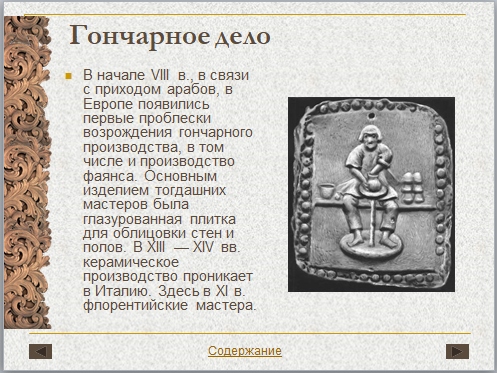 Гончарное дело
В начале VIII в., в связи
с приходом арабов, в
Европе появились
первые проблески
возрождения гончарного
производства, в том
числе и производство
фаянса. Основным
изделием тогдашних
мастеров была
глазурованная плитка
для облицовки стен и
полов. В XIII — XIV вв.
керамическое
производство проникает
в Италию. Здесь в XI в.
флорентийские мастера.
Содержание